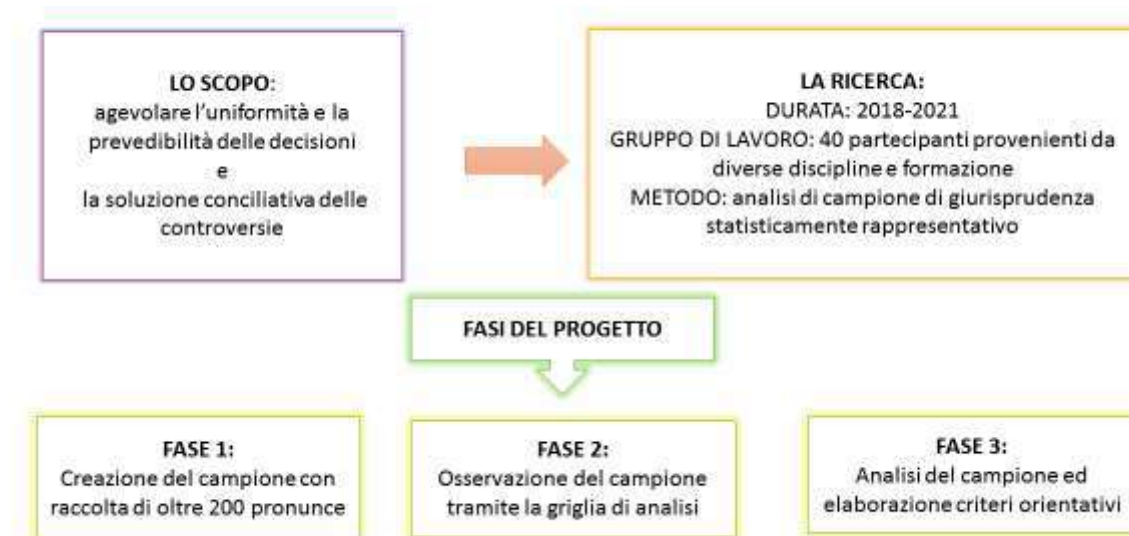 LO SCOPO:
agevolare l'uniformità e la
prevedibilità delle decisioni
e
la soluzione conciliativa delle
controversie
LA RICERCA:
DURATA: 2018-2021
GRUPPO DI LAVORO: 40 partecipanti provenienti da
diverse discipline e formazione
METODO: analisi di campione di giurisprudenza
statisticamente rappresentativo
FASI DEL PROGETTO
FASE 1:
Creazione del campione con
raccolta di oltre 200 pronunce
FASE 2:
Osservazione del campione
tramite la griglia di analisi
FASE 3:
Analisi del campione ed
elaborazione criteri orientativi